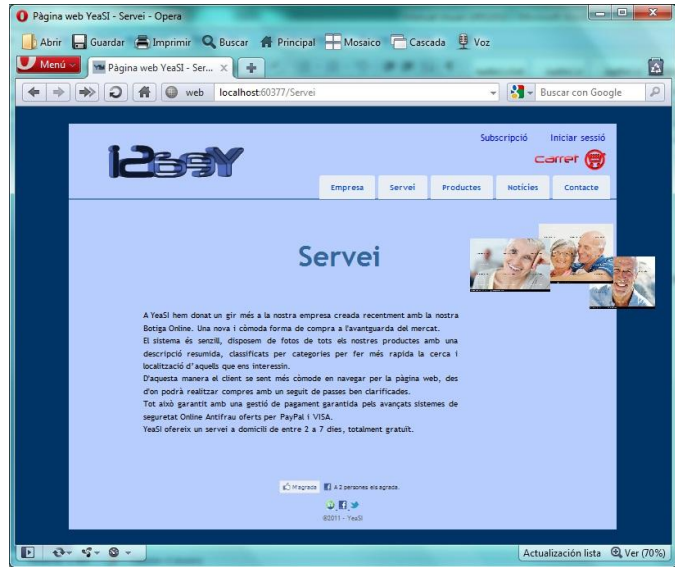 Página web YeaSI - Servei - Opera
Abrir Guardar Imprimir Buscar Principal Mosaico Cascada Voz
Menú Página web YeaSI - Ser...
web localhost:60377/Servei Buscar con Google
Subscripció Iniciar sessió
carret
Empresa Servei Productes Notícies Contacte
Servei
A YeaSI hem donat un gir més a la nostra empresa creada recentment amb la nostra
Botiga Online. Una nova i còmoda forma de compra a l'avantguarda del mercat.
El sistema és senzill, disposem de fotos de tots els nostres productes amb una
descripció resumida, classificats per categories per fer més rapida la cerca i
localització d'aquells que ens interessin.
D'aquesta manera el client se sent més còmode en navegar per la pàgina web, des
d'on podrà realitzar compres amb un seguit de passes ben clarificades.
Tot això garantit amb una gestió de pagament garantida pels avançats sistemes de
seguretat Online Antifrau oferts per PayPal i VISA.
YeaSI ofereix un servei a domicili de entre 2 a 7 dies, totalment gratuït.
M'agrada A 2 persones els agrada.
©2011 - YeaSI
Actualización lista Ver (70%)